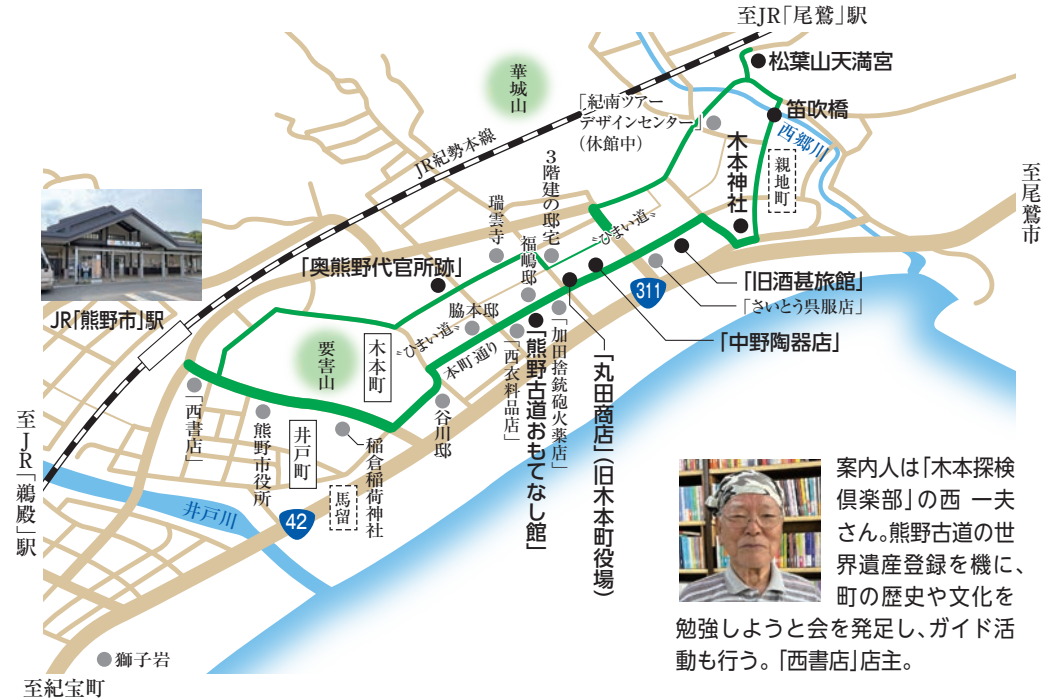 至JR「尾鷲」駅
松葉山天満宮
華城山
「紀南ツアー
デザインセンター」
（休館中）
笛吹橋
西郷川
木本神社
親地町
至尾鷲市
JR紀勢本線
3階建の邸宅
瑞雲寺
福嶋邸
〝ひまい道〟
「奥熊野代官所跡」
311
「旧酒甚旅館」
「さいとう呉服店」
「中野陶器店」
JR「熊野市」駅
脇本邸
〝ひまい道〟
本町通り
木本町
要害山
「西衣料品店」
「熊野古道おもてなし館」
「加田捨銃砲火薬店」
「丸田商店」（旧木本町役場）
谷川邸
「西書店」
熊野市役所
井戸町
稲倉稲荷神社
馬留
42
井戸川
至JR「鵜殿」駅
獅子岩
至紀宝町
案内人は「木本探検
倶楽部」の西 一夫
さん。熊野古道の世
界遺産登録を機に、
町の歴史や文化を
勉強しようと会を発足し、ガイド活
動も行う。「西書店」店主。